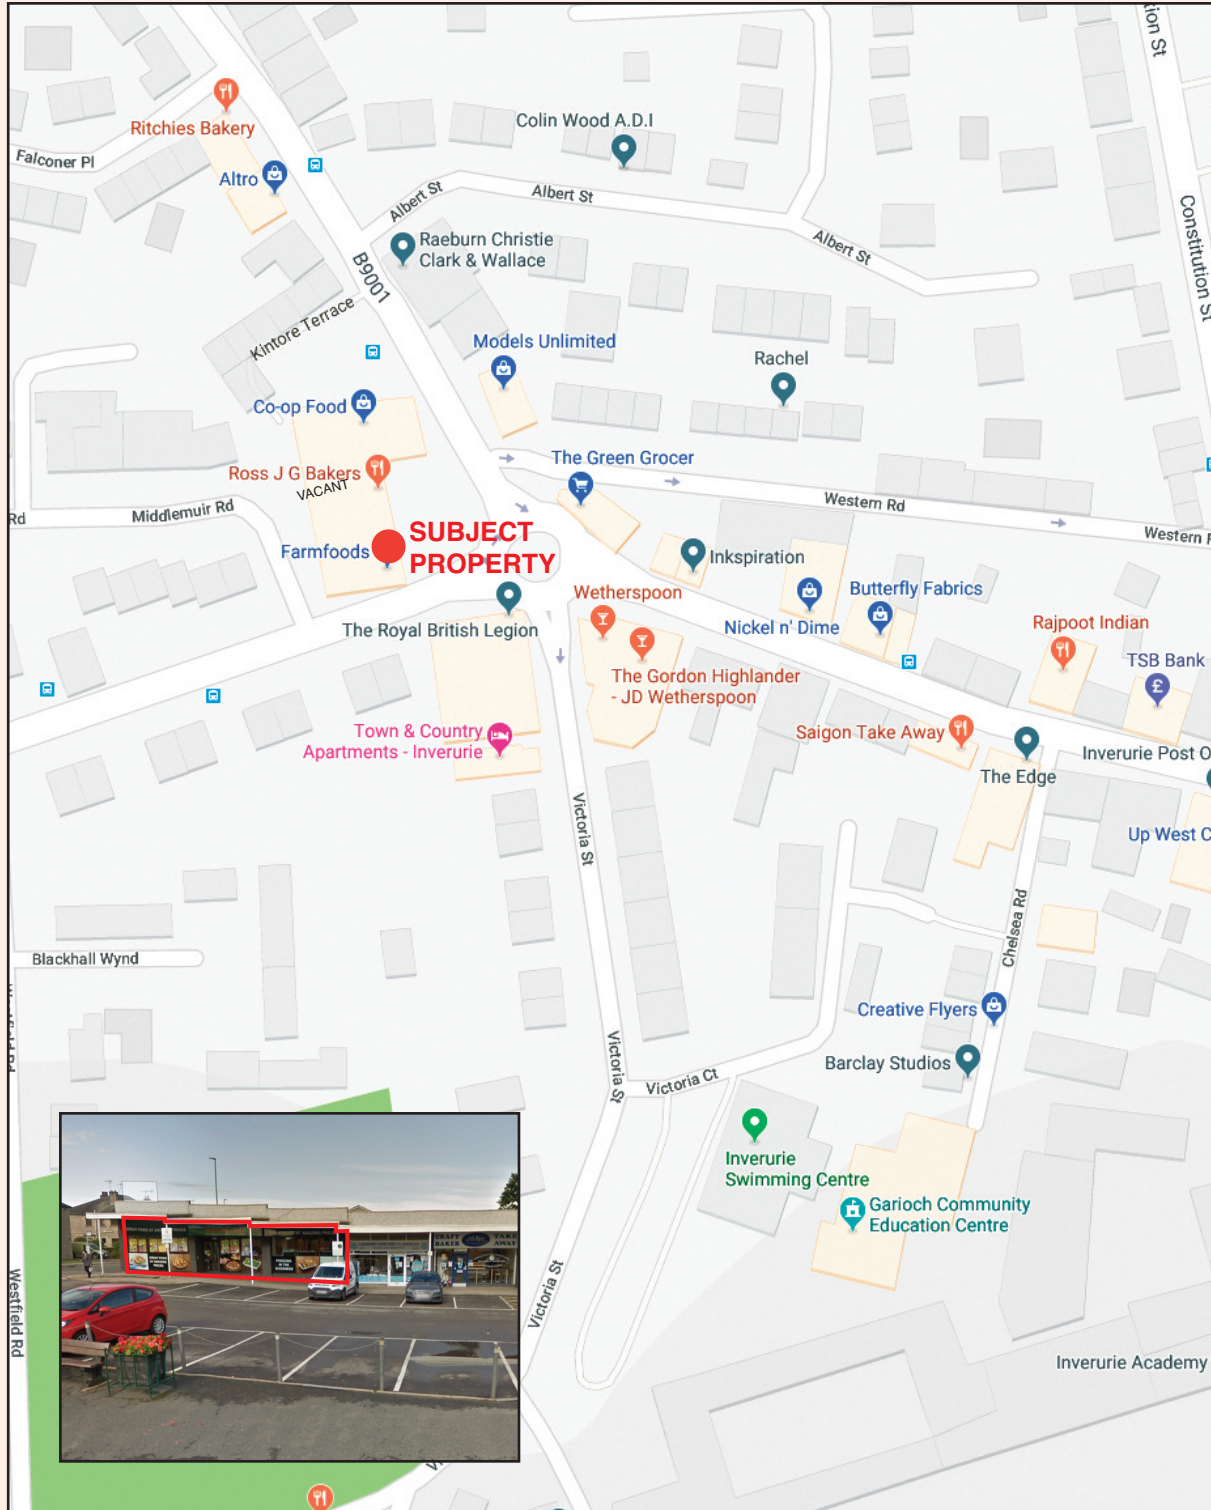 Ritchies Bakery
Falconer Pl
Altro
Colin Wood A.D.I
Albert St
Albert St
Albert St
Constitution St
Raeburn Christie
Clark & Wallace
B9001
Kintore Terrace
Models Unlimited
Rachel
Co-op Food
Ross J G Bakers
VACANT
The Green Grocer
Western Rd
Western
Rd
Middlemuir Rd
Farmfoods
SUBJECT
PROPERTY
Inkspiration
Wetherspoon
Butterfly Fabrics
Nickel n' Dime
The Royal British Legion
Rajpoot Indian
TSB Bank
The Gordon Highlander
- JD Wetherspoon
Town & Country
Apartments - Inverurie
Saigon Take Away
Inverurie Post O
The Edge
Up West C
Victoria St
Chelsea Rd
Blackhall Wynd
Creative Flyers
Barclay Studios
Victoria St
Victoria Ct
Inverurie
Swimming Centre
Garioch Community
Education Centre
CRAFT
BAKER
TAKE
AWAY
Victoria St
Westfield Rd
Inverurie Academy